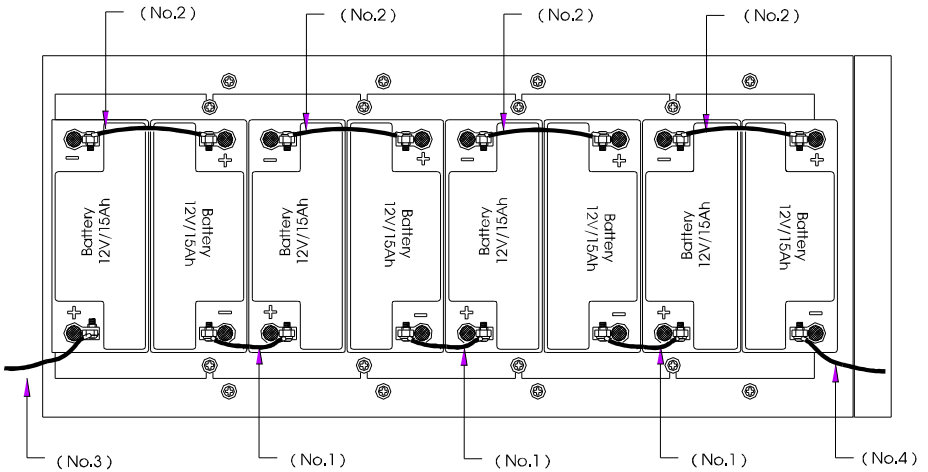 (No.2) (No.2) (No.2) (No.2)
− + − + − + − +
Battery
12V/15Ah
Battery
12V/15Ah
Battery
12V/15Ah
Battery
12V/15Ah
Battery
12V/15Ah
Battery
12V/15Ah
Battery
12V/15Ah
Battery
12V/15Ah
+ − + − + − + −
(No.3) (No.1) (No.1) (No.1) (No.4)